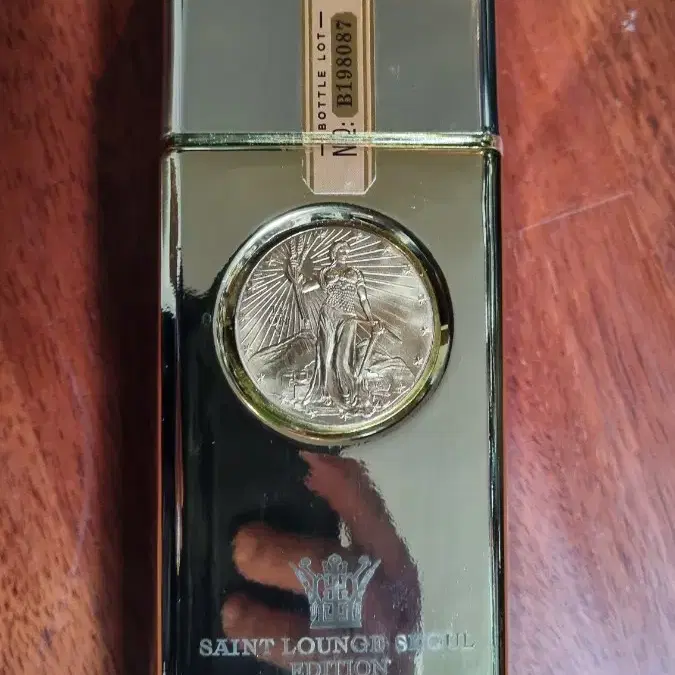 BOTTLE LOT
NO: B198087
SAINT LOUNGE SEOUL
EDITION